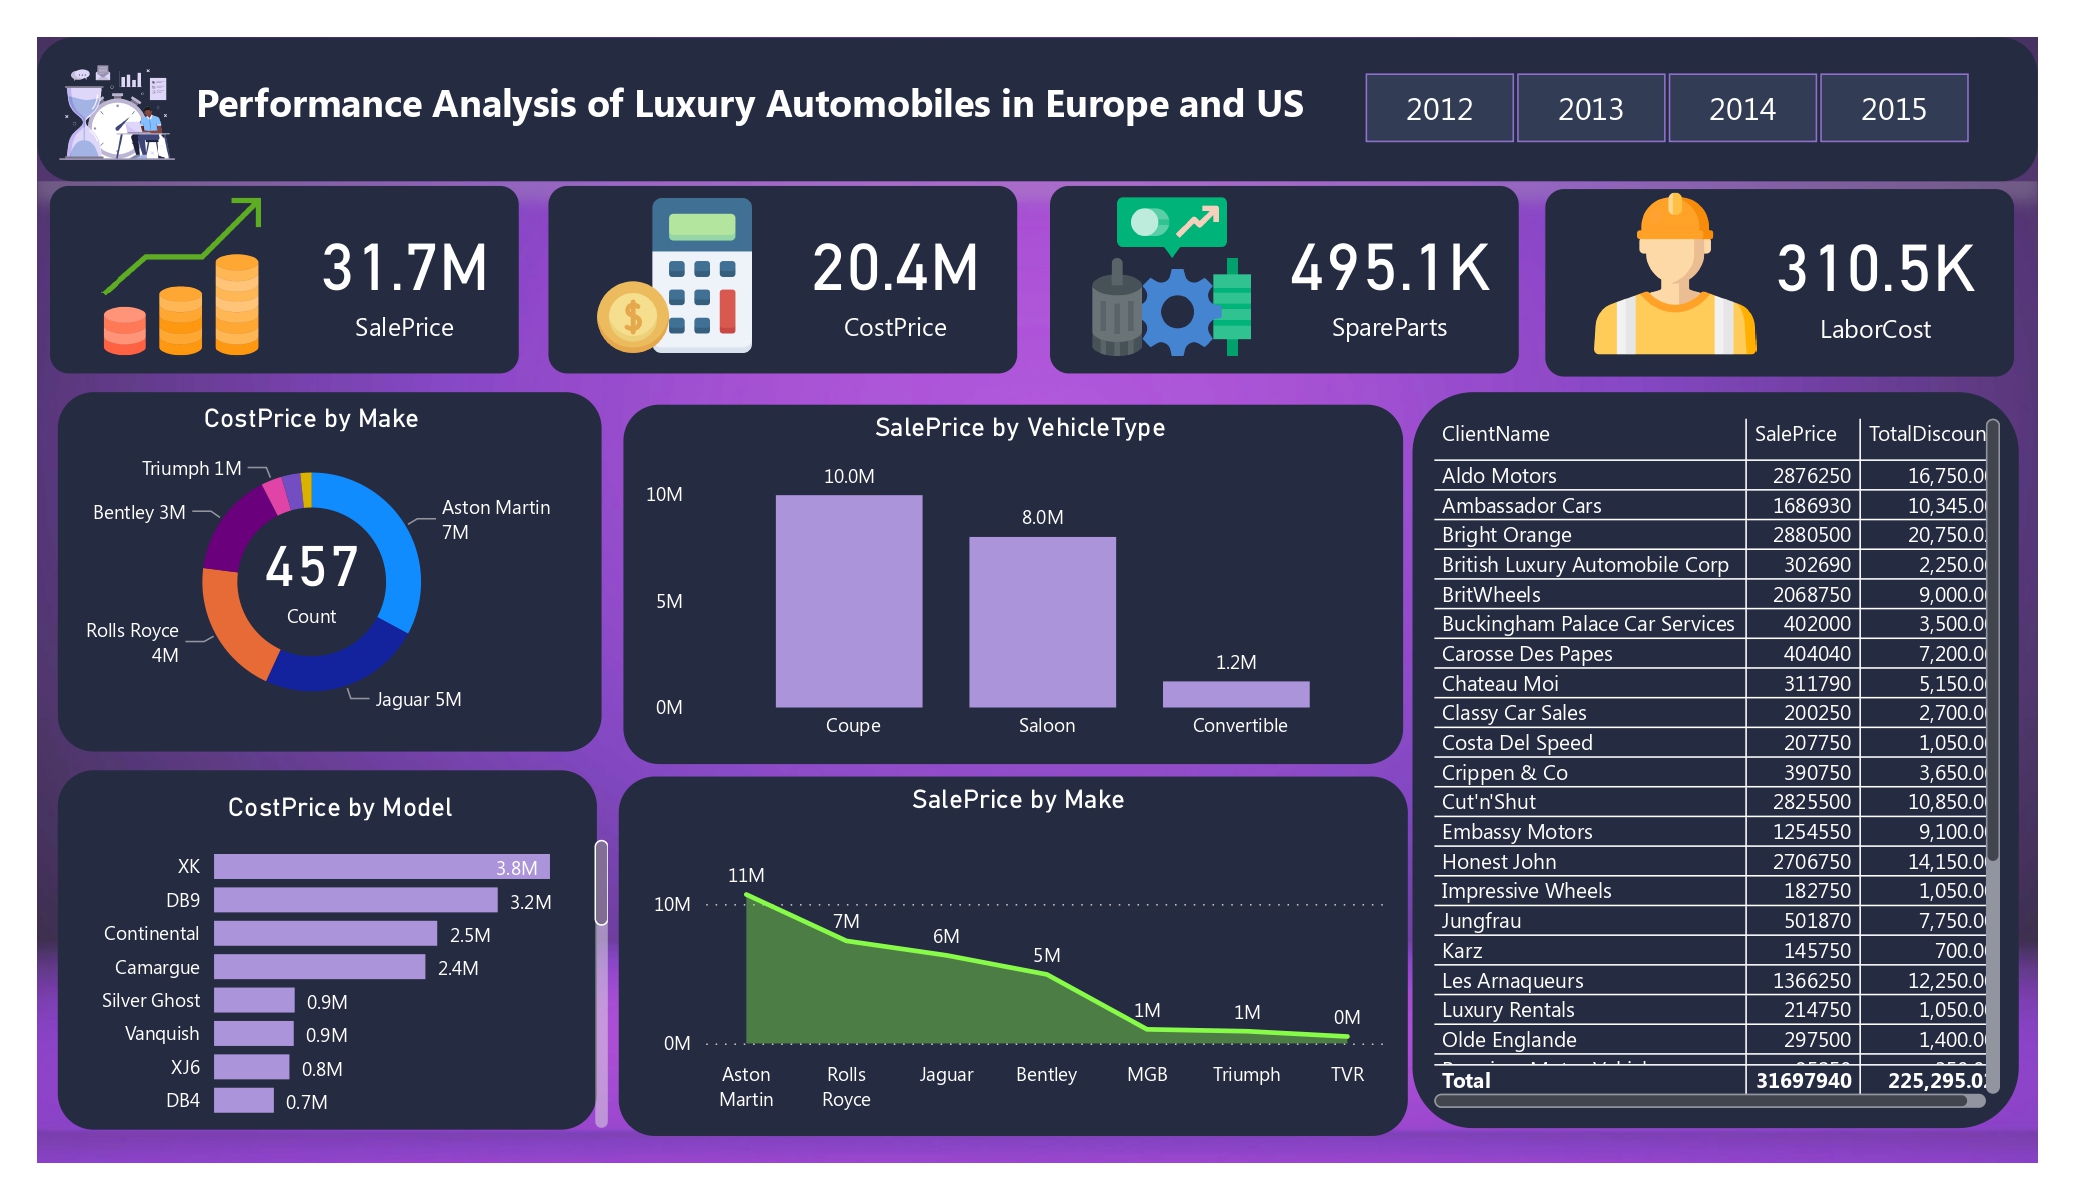 Performance Analysis of Luxury Automobiles in Europe and US
2012
2013
2014
2015
31.7M
SalePrice
20.4M
CostPrice
495.1K
SpareParts
310.5K
LaborCost
CostPrice by Make
Triumph 1M
Bentley 3M
Aston Martin
7M
457
Count
Rolls Royce
4M
Jaguar 5M
SalePrice by VehicleType
10.0M
10M
8.0M
5M
1.2M
0M
Coupe
Saloon
Convertible
CostPrice by Model
XK 3.8M
DB9 3.2M
Continental 2.5M
Camargue 2.4M
Silver Ghost 0.9M
Vanquish 0.9M
XJ6 0.8M
DB4 0.7M
SalePrice by Make
11M
10M
7M
6M
5M
1M
1M
0M
0M
Aston
Martin
Rolls
Royce
Jaguar
Bentley
MGB
Triumph
TVR
ClientName SalePrice TotalDiscoun
Aldo Motors 2876250 16,750.0
Ambassador Cars 1686930 10,345.0
Bright Orange 2880500 20,750.0
British Luxury Automobile Corp 302690 2,250.0
BritWheels 2068750 9,000.0
Buckingham Palace Car Services 402000 3,500.0
Carosse Des Papes 404040 7,200.0
Chateau Moi 311790 5,150.0
Classy Car Sales 200250 2,700.0
Costa Del Speed 207750 1,050.0
Crippen & Co 390750 3,650.0
Cut'n'Shut 2825500 10,850.0
Embassy Motors 1254550 9,100.0
Honest John 2706750 14,150.0
Impressive Wheels 182750 1,050.0
Jungfrau 501870 7,750.0
Karz 145750 700.0
Les Arnaqueurs 1366250 12,250.0
Luxury Rentals 214750 1,050.0
Olde Englande 297500 1,400.0
Total 31697940 225,295.0